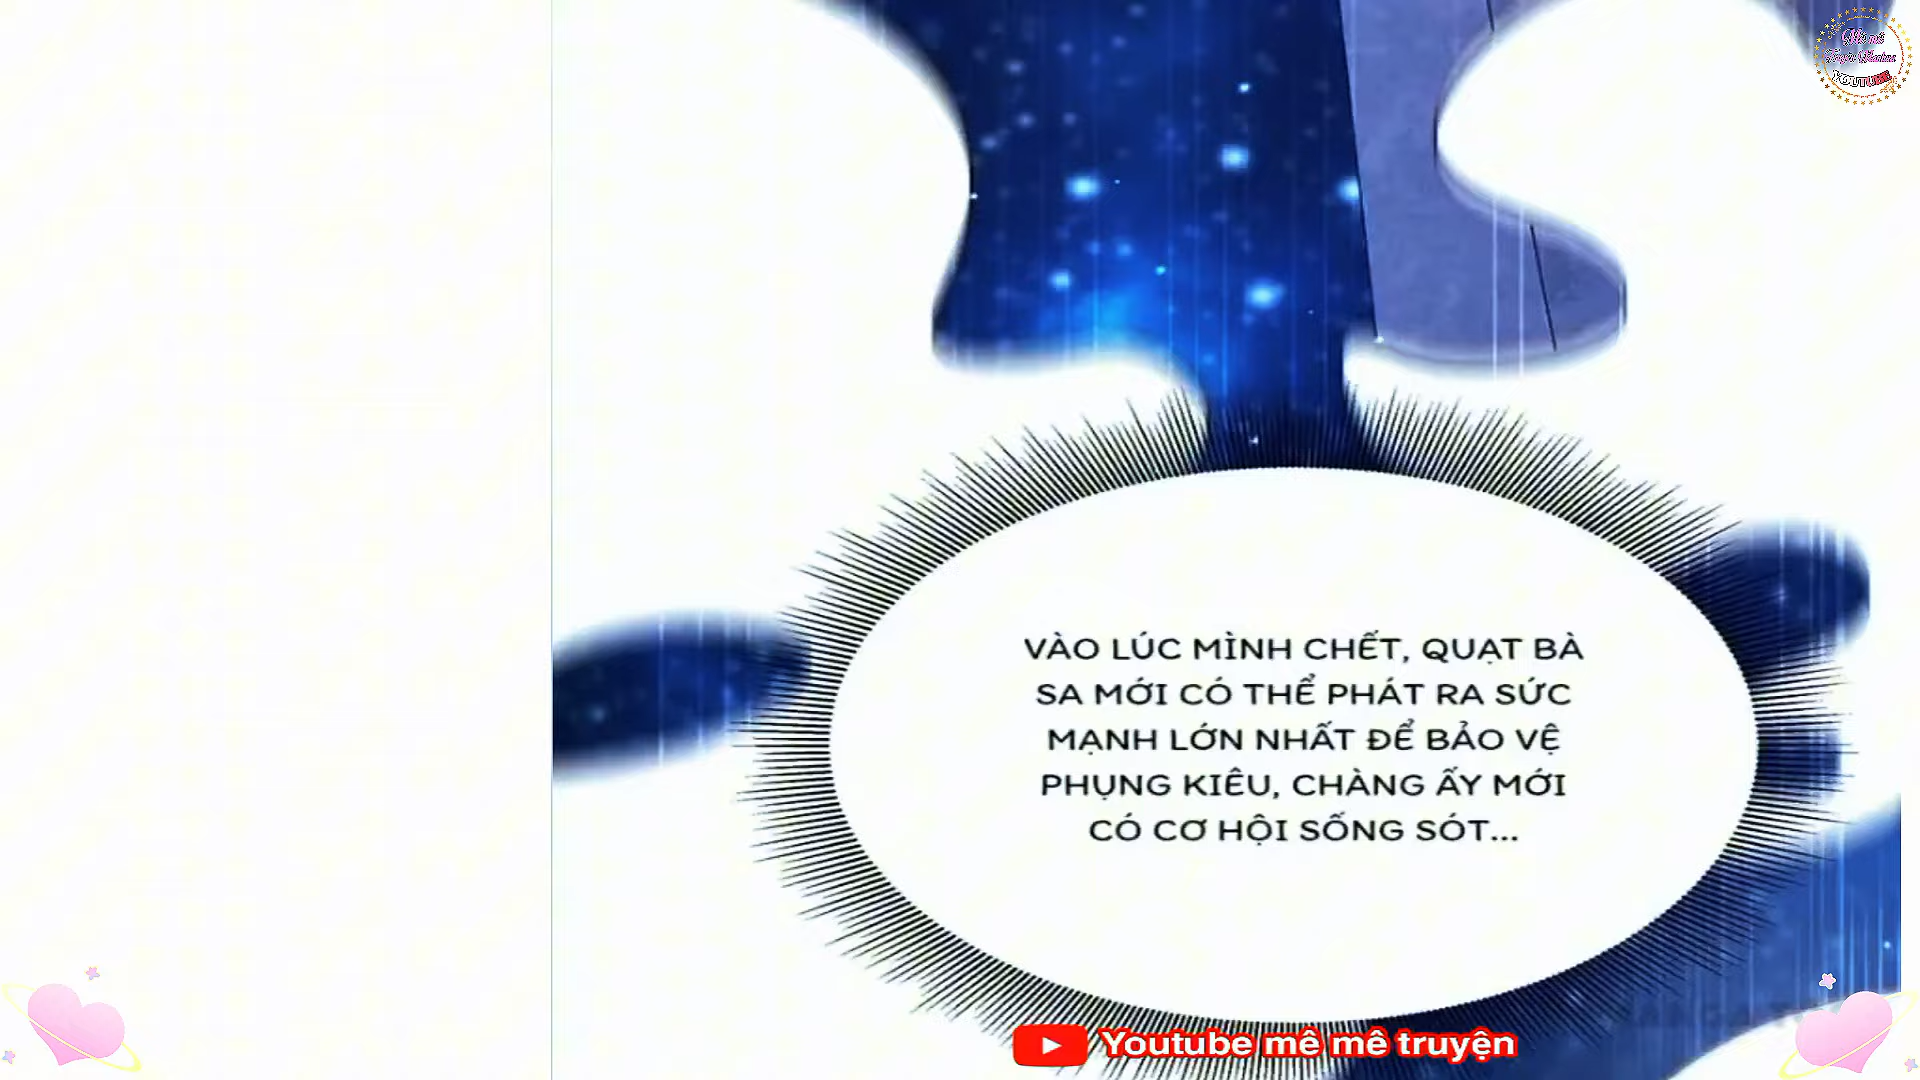 VÀO LÚC MÌNH CHẾT, QUẠT BÀ
SA MỚI CÓ THỂ PHÁT RA SỨC
MẠNH LỚN NHẤT ĐỂ BẢO VỆ
PHỤNG KIÊU, CHÀNG ẤY MỚI
CÓ CƠ HỘI SỐNG SÓT...
Youtube mê mê truyện
YOUTUBE